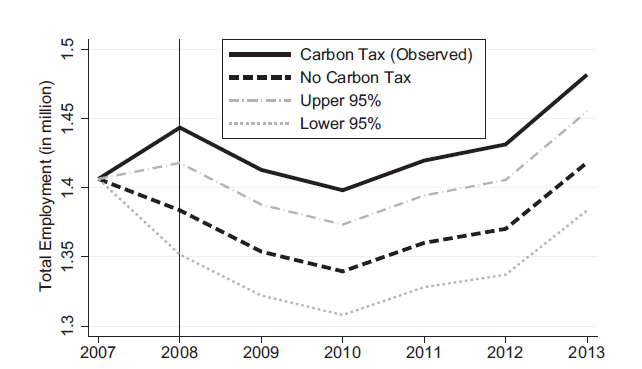 Carbon Tax (Observed)
No Carbon Tax
Upper 95%
Lower 95%
Total Employment (in million)
1.5
1.45
1.4
1.35
1.3
2007 2008 2009 2010 2011 2012 2013